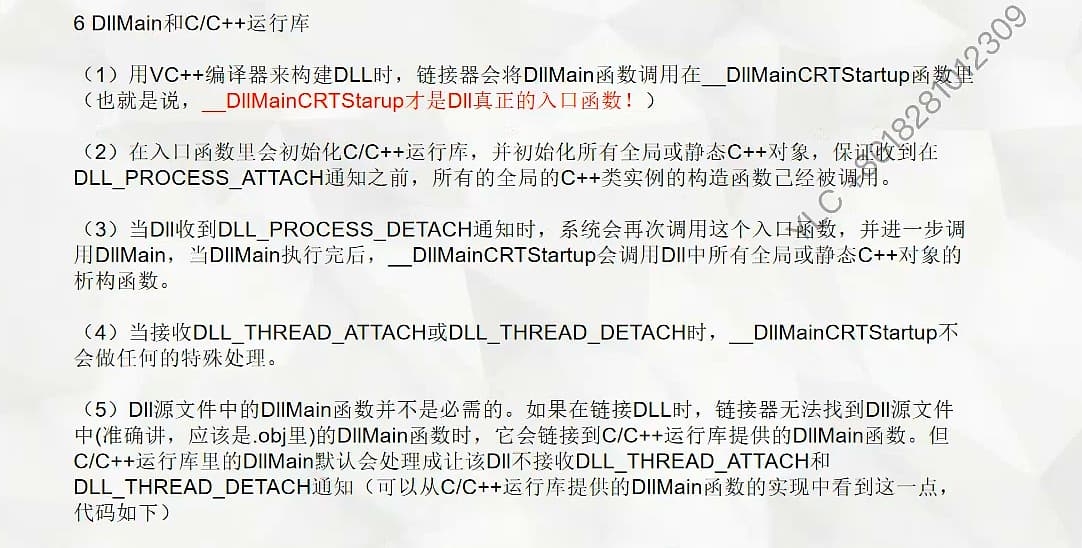 6 DllMain和C/C++运行库
（1）用VC++编译器来构建DLL时，链接器会将DllMain函数调用在__DllMainCRTStartup函数里
（也就是说，__DllMainCRTStarup才是Dll真正的入口函数！）
（2）在入口函数里会初始化C/C++运行库，并初始化所有全局或静态C++对象，保证收到在
DLL_PROCESS_ATTACH通知之前，所有的全局的C++类实例的构造函数己经被调用。
（3）当Dll收到DLL_PROCESS_DETACH通知时，系统会再次调用这个入口函数，并进一步调
用DllMain，当DllMain执行完后，__DllMainCRTStartup会调用Dll中所有全局或静态C++对象的
析构函数。
（4）当接收DLL_THREAD_ATTACH或DLL_THREAD_DETACH时，__DllMainCRTStartup不
会做任何的特殊处理。
（5）Dll源文件中的DllMain函数并不是必需的。如果在链接DLL时，链接器无法找到Dll源文件
中(准确讲，应该是.obj里)的DllMain函数时，它会链接到C/C++运行库提供的DllMain函数。但
C/C++运行库里的DllMain默认会处理成让该Dll不接收DLL_THREAD_ATTACH和
DLL_THREAD_DETACH通知（可以从C/C++运行库提供的DllMain函数的实现中看到这一点，
代码如下）